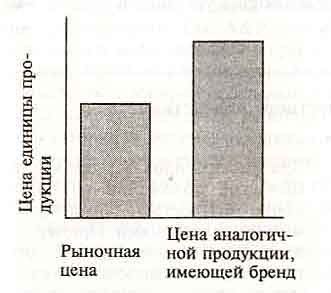 Цена единицы про-
дукции
Рыночная
цена
Цена аналогич-
ной продукции,
имеющей бренд